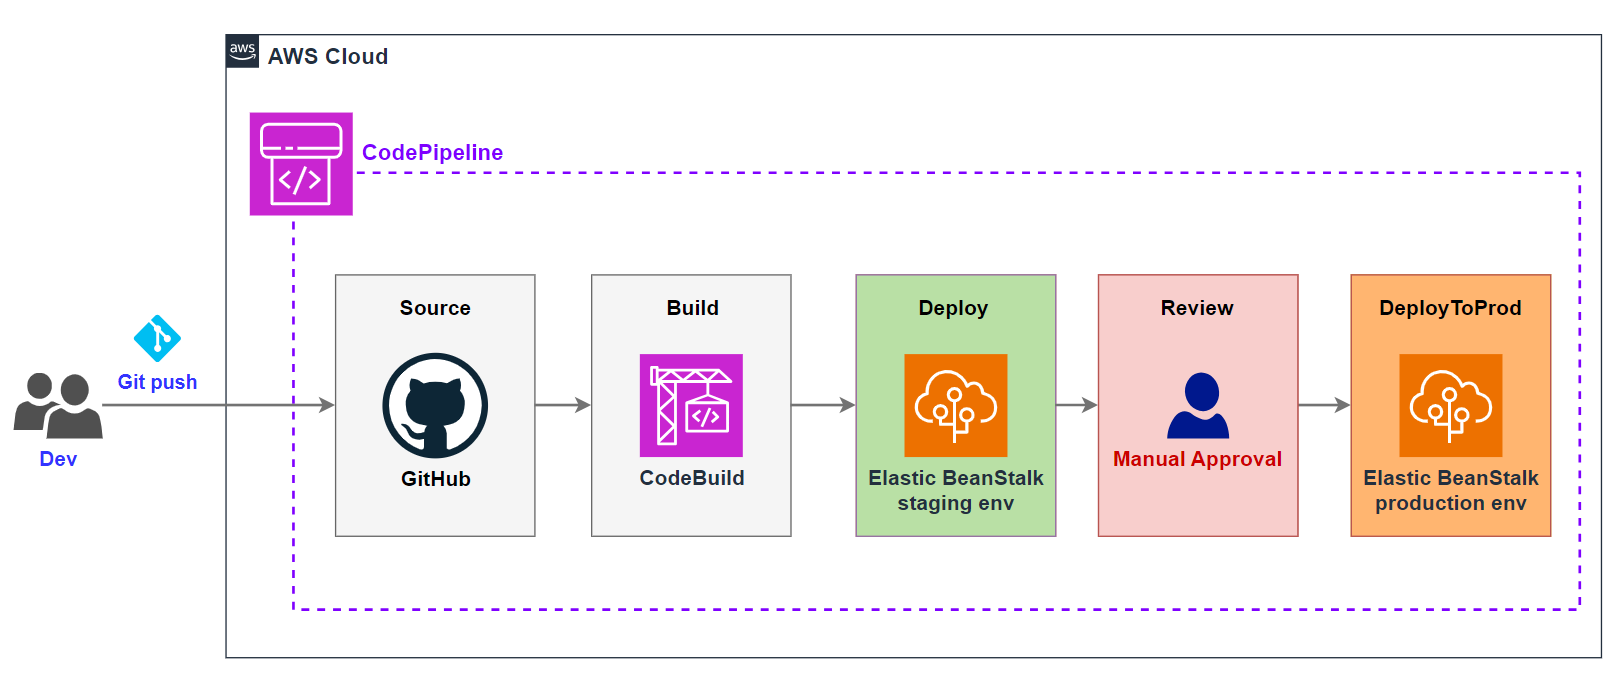 aws
AWS Cloud
CodePipeline
Git push
Dev
Source
GitHub
Build
CodeBuild
Deploy
Elastic BeanStalk
staging env
Review
Manual Approval
DeployToProd
Elastic BeanStalk
production env